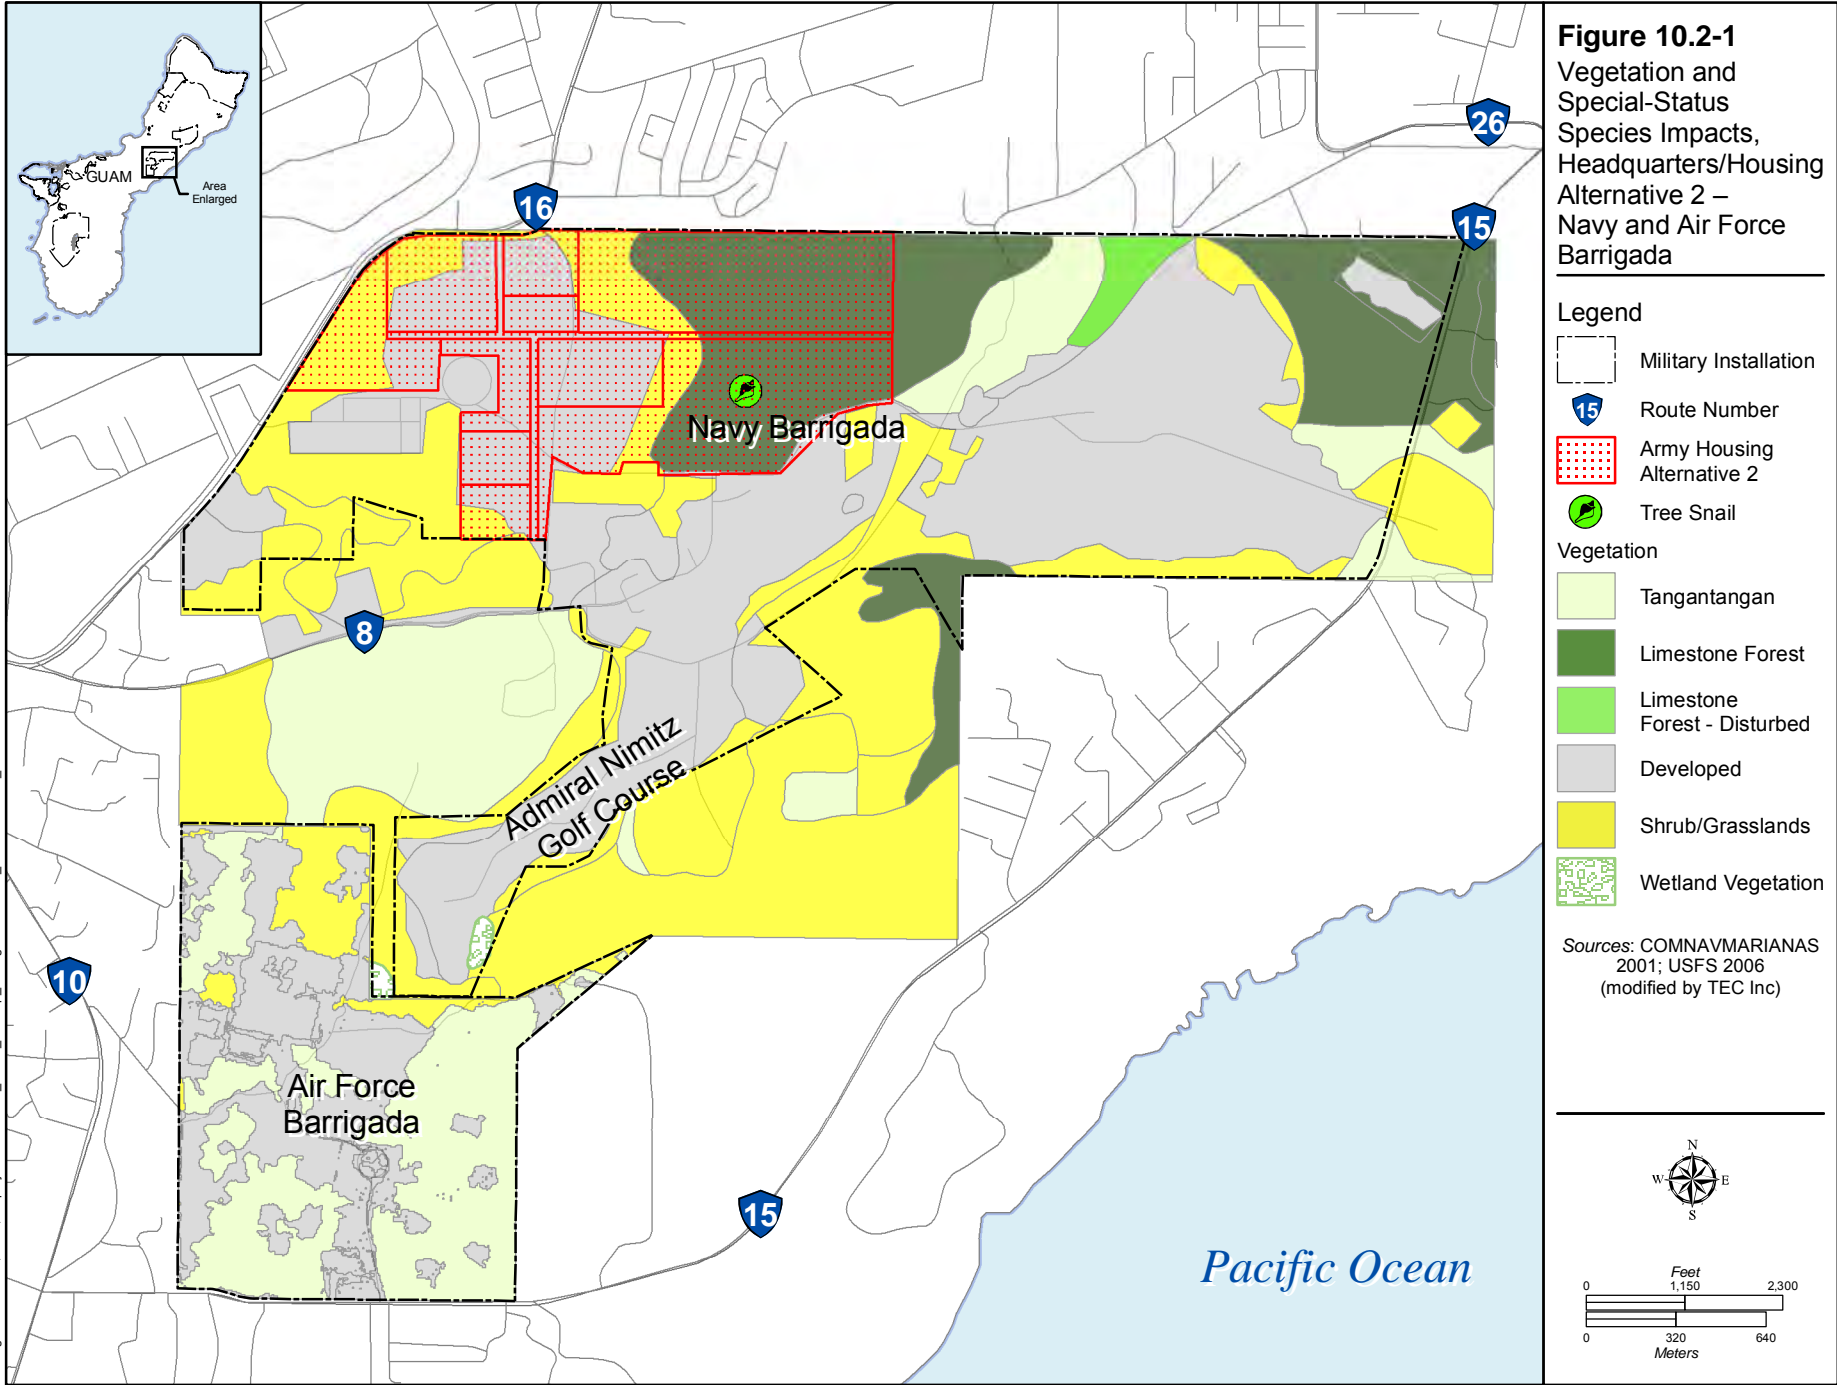 GUAM
Area
Enlarged
16
26
15
Navy Barrigada
8
Admiral Nimitz
Golf Course
10
Air Force
Barrigada
15
Pacific Ocean
Figure 10.2-1
Vegetation and
Special-Status
Species Impacts,
Headquarters/Housing
Alternative 2 –
Navy and Air Force
Barrigada
Legend
Military Installation
15 Route Number
Army Housing
Alternative 2
Tree Snail
Vegetation
Tangantangan
Limestone Forest
Limestone
Forest - Disturbed
Developed
Shrub/Grasslands
Wetland Vegetation
Sources: COMNAVMARIANAS
2001; USFS 2006
(modified by TEC Inc)
N
W E
S
Feet
0 1,150 2,300
0 320 640
Meters